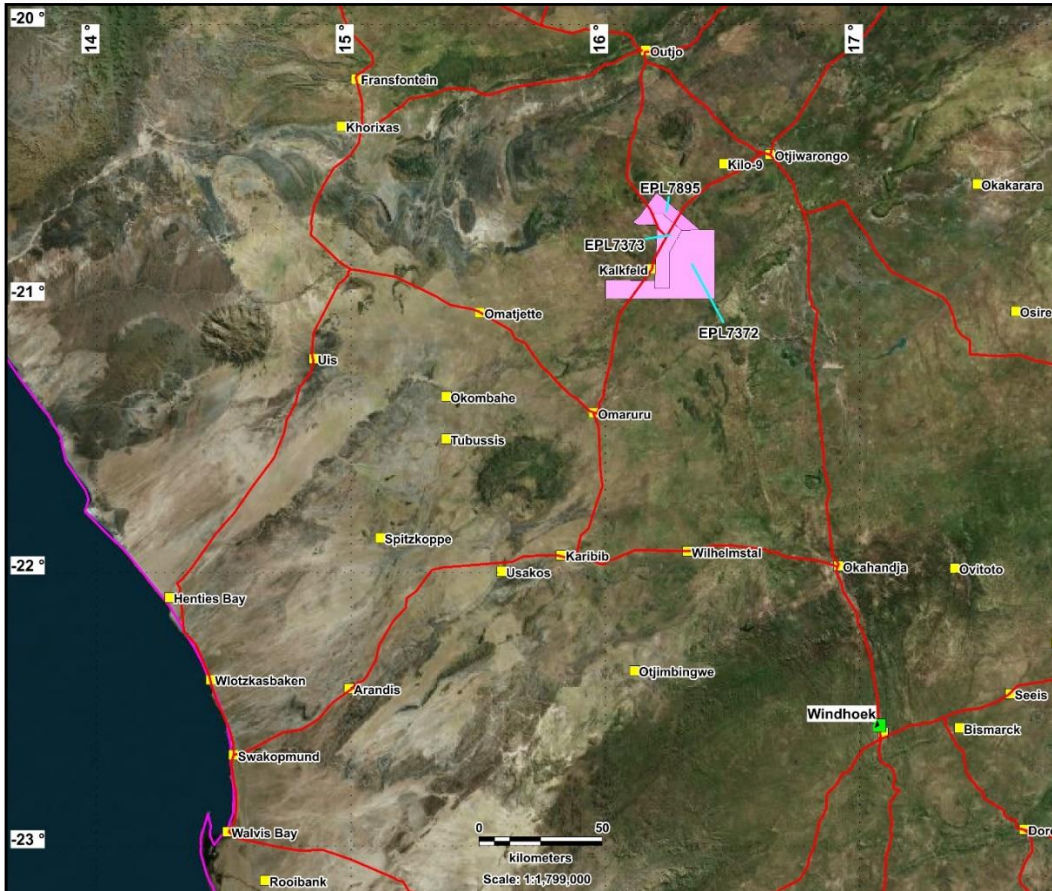 -20 °
14 °
15 °
16 °
17 °
Outjo
Fransfontein
Khorixas
Otjiwarongo
Kilo-9
Okakarara
EPL7895
EPL7373
Kalkfeld
-21 °
Omatjette
Osire
EPL7372
Uis
Okombahe
Omaruru
Tubussis
Spitzkoppe
Karibib
Wilhelmstal
-22 °
Usakos
Okahandja
Ovitoto
Henties Bay
Otjimbingwe
Wlotzkasbaken
Arandis
Seeis
Windhoek
Bismarck
Swakopmund
-23 °
Walvis Bay
0 50
kilometers
Scale: 1:1,799,000
Dor
Rooibank